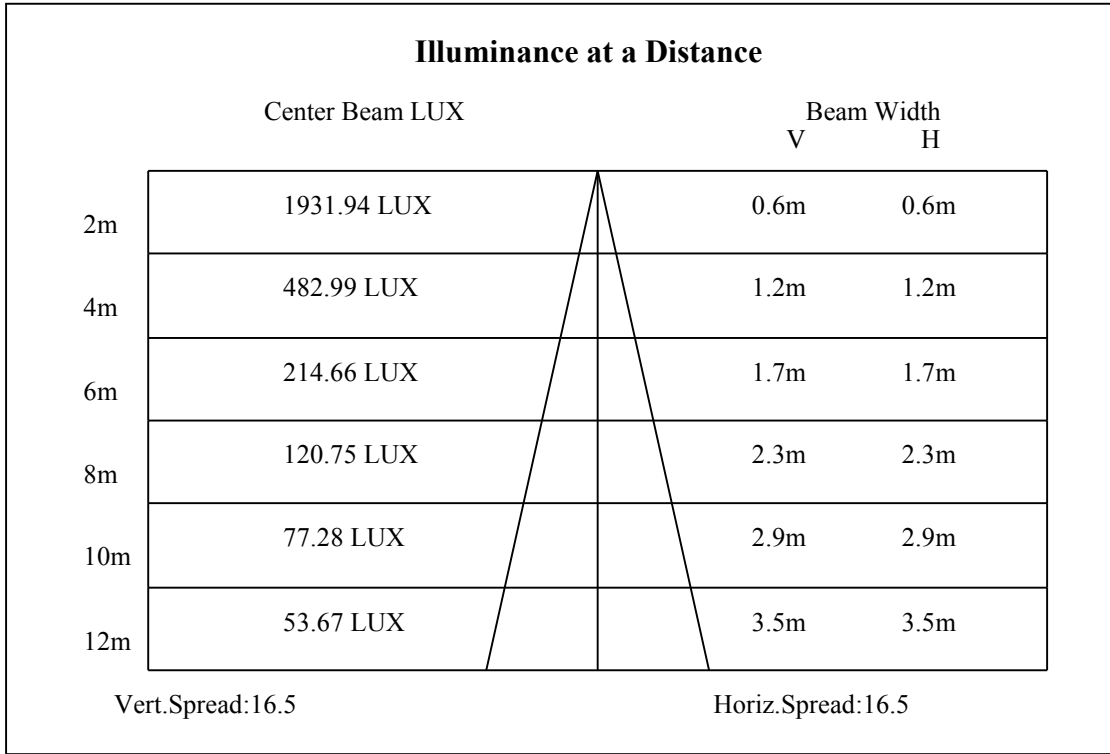 Illuminance at a Distance
Center Beam LUX Beam Width
V H
2m 1931.94 LUX 0.6m 0.6m
4m 482.99 LUX 1.2m 1.2m
6m 214.66 LUX 1.7m 1.7m
8m 120.75 LUX 2.3m 2.3m
10m 77.28 LUX 2.9m 2.9m
12m 53.67 LUX 3.5m 3.5m
Vert.Spread:16.5 Horiz.Spread:16.5